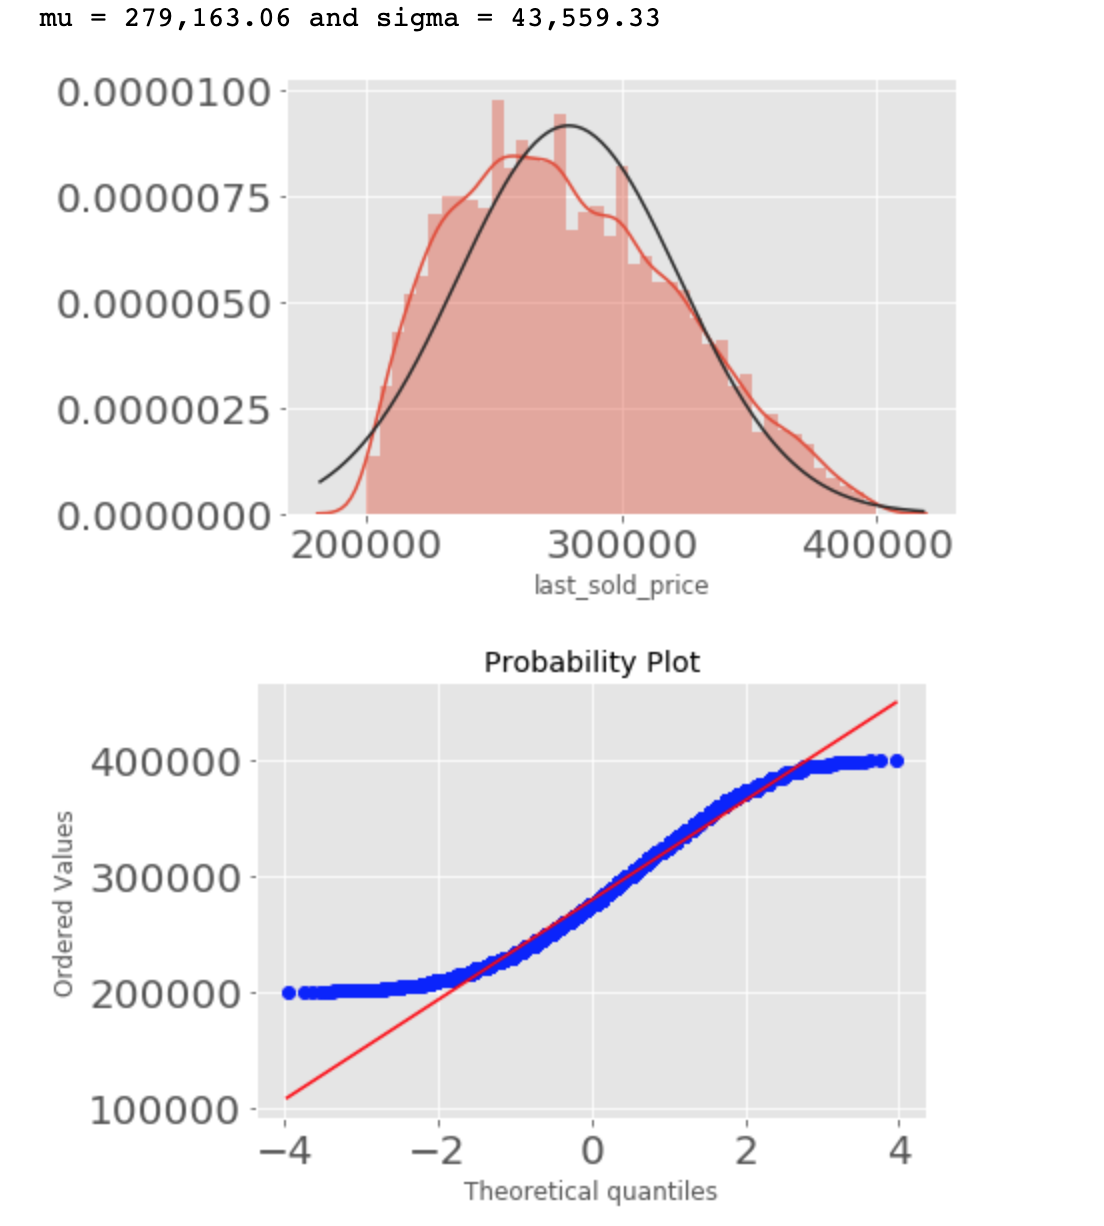 mu = 279,163.06 and sigma = 43,559.33
0.0000100
0.0000075
0.0000050
0.0000025
0.0000000
200000 300000 400000
last_sold_price
Probability Plot
Ordered Values
400000
300000
200000
100000
−4 −2 0 2 4
Theoretical quantiles